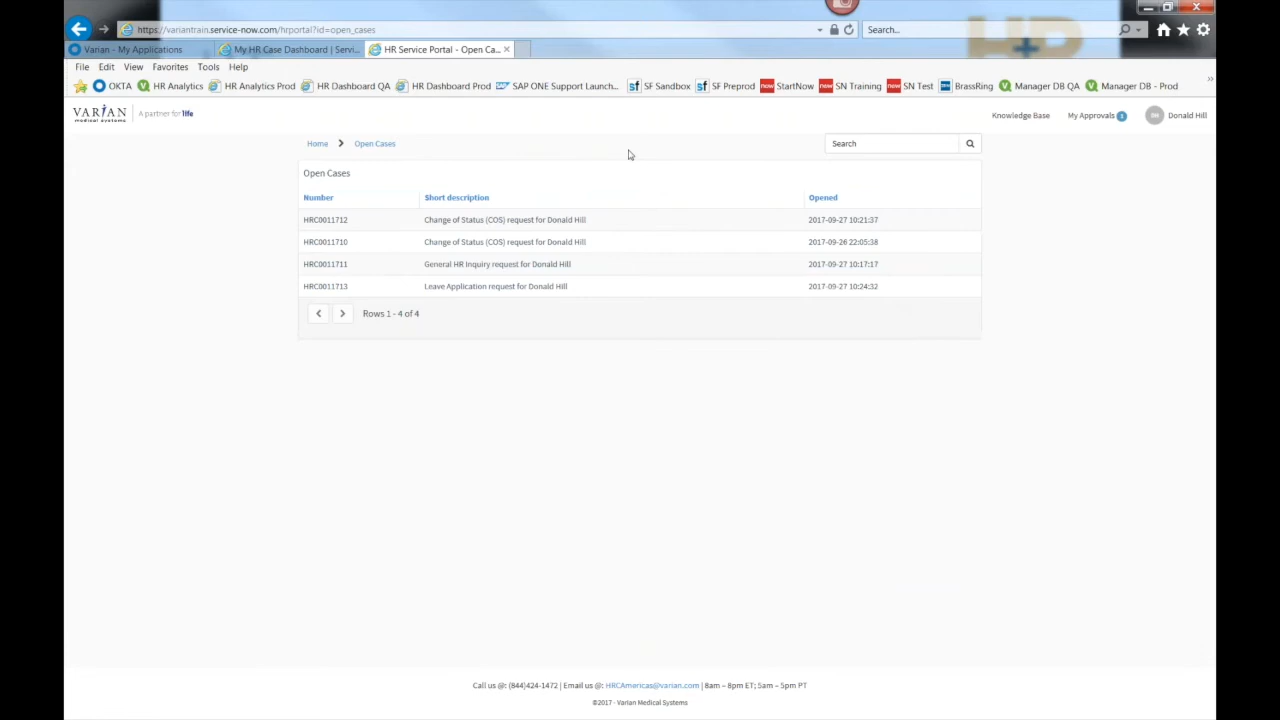 https://variantrain.service-now.com/hrportal?id=open_cases
Search...
Varian - My Applications
My HR Case Dashboard | Servi...
HR Service Portal - Open Ca...
File Edit View Favorites Tools Help
OKTA HR Analytics HR Analytics Prod HR Dashboard QA HR Dashboard Prod SAP ONE Support Launch... SF Sandbox SF Preprod StartNow SN Training SN Test BrassRing Manager DB QA Manager DB - Prod
VARIAN
medical systems
A partner for life
Knowledge Base My Approvals 1 DH Donald Hill
Home > Open Cases
Search
Open Cases
Number Short description Opened
HRC0011712 Change of Status (COS) request for Donald Hill 2017-09-27 10:21:37
HRC0011710 Change of Status (COS) request for Donald Hill 2017-09-26 22:05:38
HRC0011711 General HR Inquiry request for Donald Hill 2017-09-27 10:17:17
HRC0011713 Leave Application request for Donald Hill 2017-09-27 10:24:32
Rows 1 - 4 of 4
Call us @: (844)424-1472 | Email us @: HRCAmericas@varian.com | 8am – 8pm ET; 5am – 5pm PT
©2017 - Varian Medical Systems